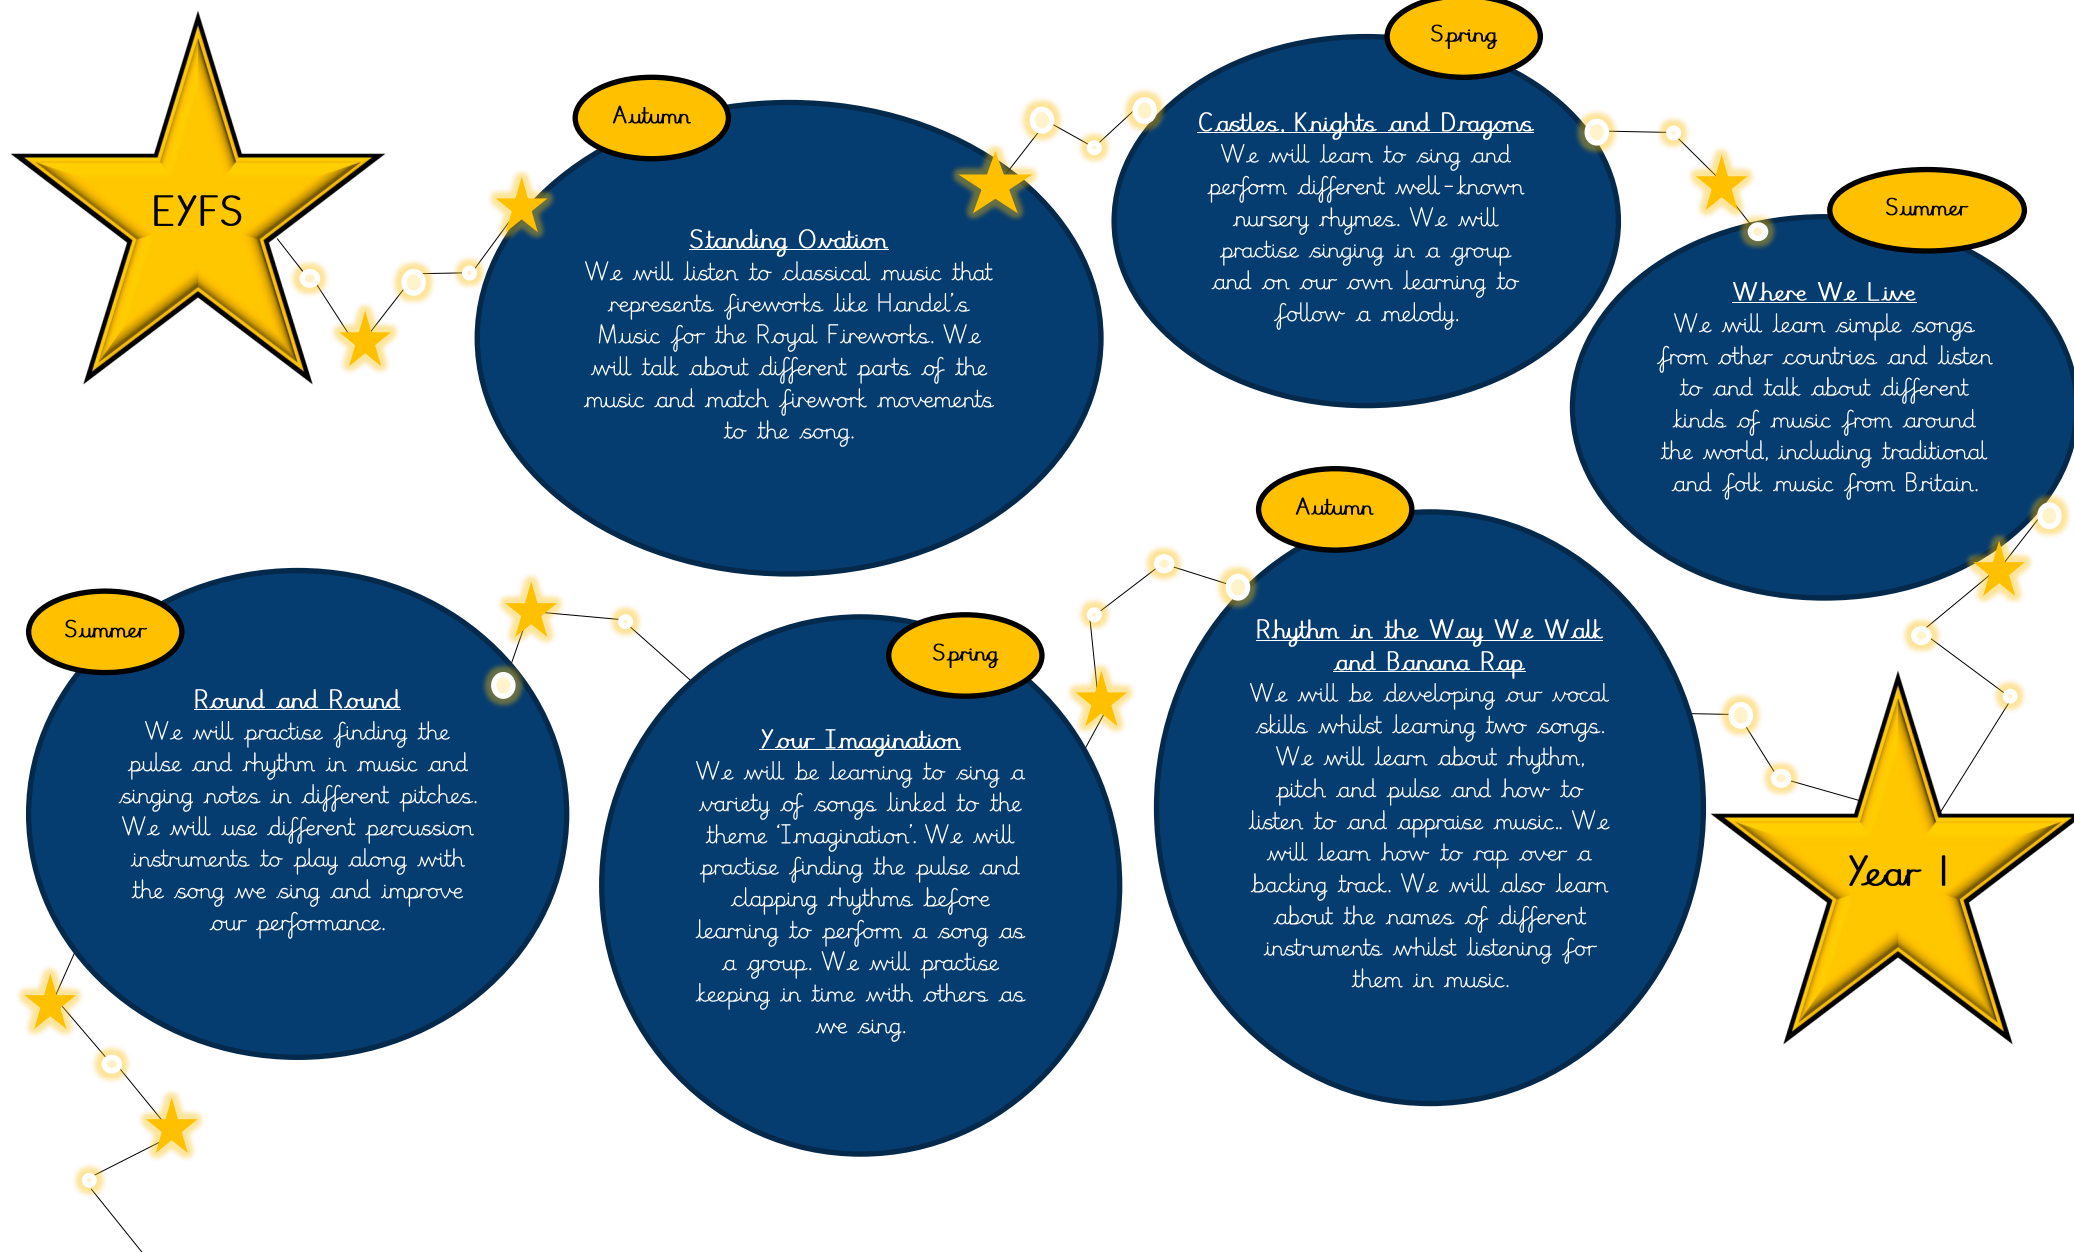 EYFS
Autumn
Standing Ovation
We will listen to classical music that
represents fireworks like Handel's
Music for the Royal Fireworks. We
will talk about different parts of the
music and match firework movements
to the song.
Spring
Castles, Knights and Dragons
We will learn to sing and
perform different well-known
nursery rhymes. We will
practise singing in a group
and on our own learning to
follow a melody.
Summer
Where We Live
We will learn simple songs
from other countries and listen
to and talk about different
kinds of music from around
the world, including traditional
and folk music from Britain.
Year 1
Autumn
Rhythm in the Way We Walk
and Banana Rap
We will be developing our vocal
skills whilst learning two songs.
We will learn about rhythm,
pitch and pulse and how to
listen to and appraise music.. We
will learn how to rap over a
backing track. We will also learn
about the names of different
instruments whilst listening for
them in music.
Spring
Your Imagination
We will be learning to sing a
variety of songs linked to the
theme 'Imagination'. We will
practise finding the pulse and
clapping rhythms before
learning to perform a song as
a group. We will practise
keeping in time with others as
we sing.
Summer
Round and Round
We will practise finding the
pulse and rhythm in music and
singing notes in different pitches.
We will use different percussion
instruments to play along with
the song we sing and improve
our performance.